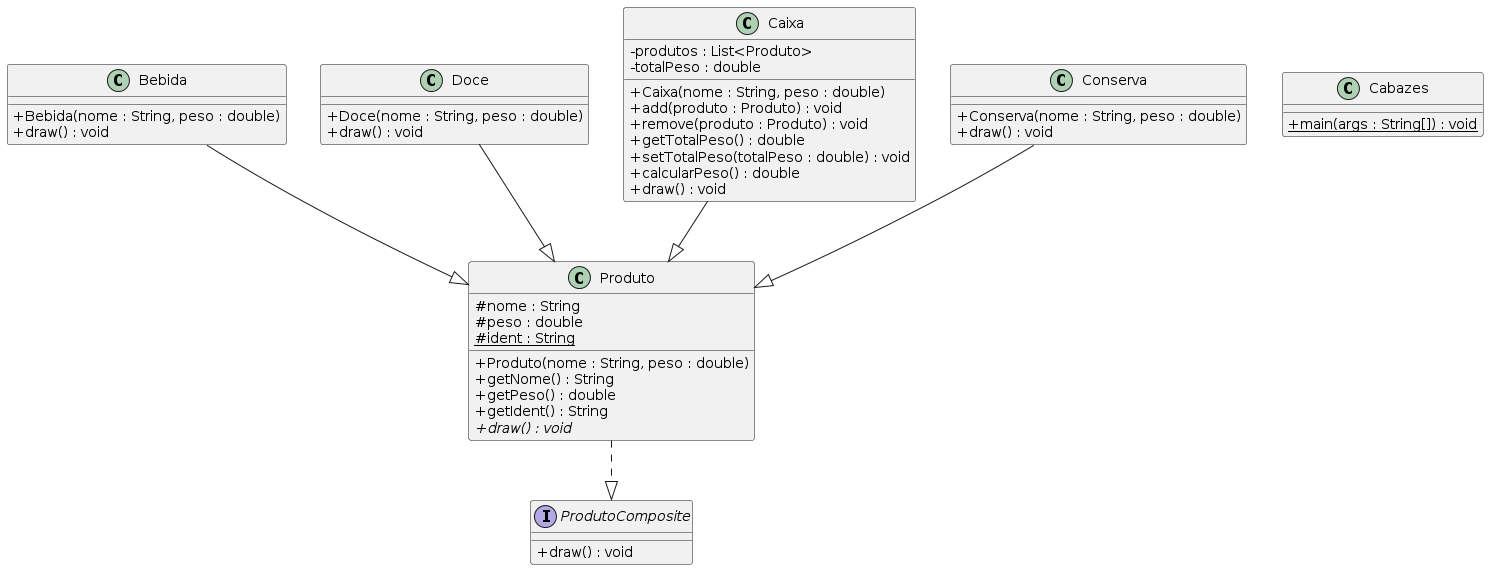 C Bebida
+Bebida(nome : String, peso : double)
+draw() : void
C Doce
+Doce(nome : String, peso : double)
+draw() : void
C Caixa
-produtos : List<Produto>
-totalPeso : double
+Caixa(nome : String, peso : double)
+add(produto : Produto) : void
+remove(produto : Produto) : void
+getTotalPeso() : double
+setTotalPeso(totalPeso : double) : void
+calcularPeso() : double
+draw() : void
C Conserva
+Conserva(nome : String, peso : double)
+draw() : void
C Cabazes
+main(args : String[]) : void
C Produto
#nome : String
#peso : double
#ident : String
+Produto(nome : String, peso : double)
+getNome() : String
+getPeso() : double
+getIdent() : String
+draw() : void
I ProdutoComposite
+draw() : void